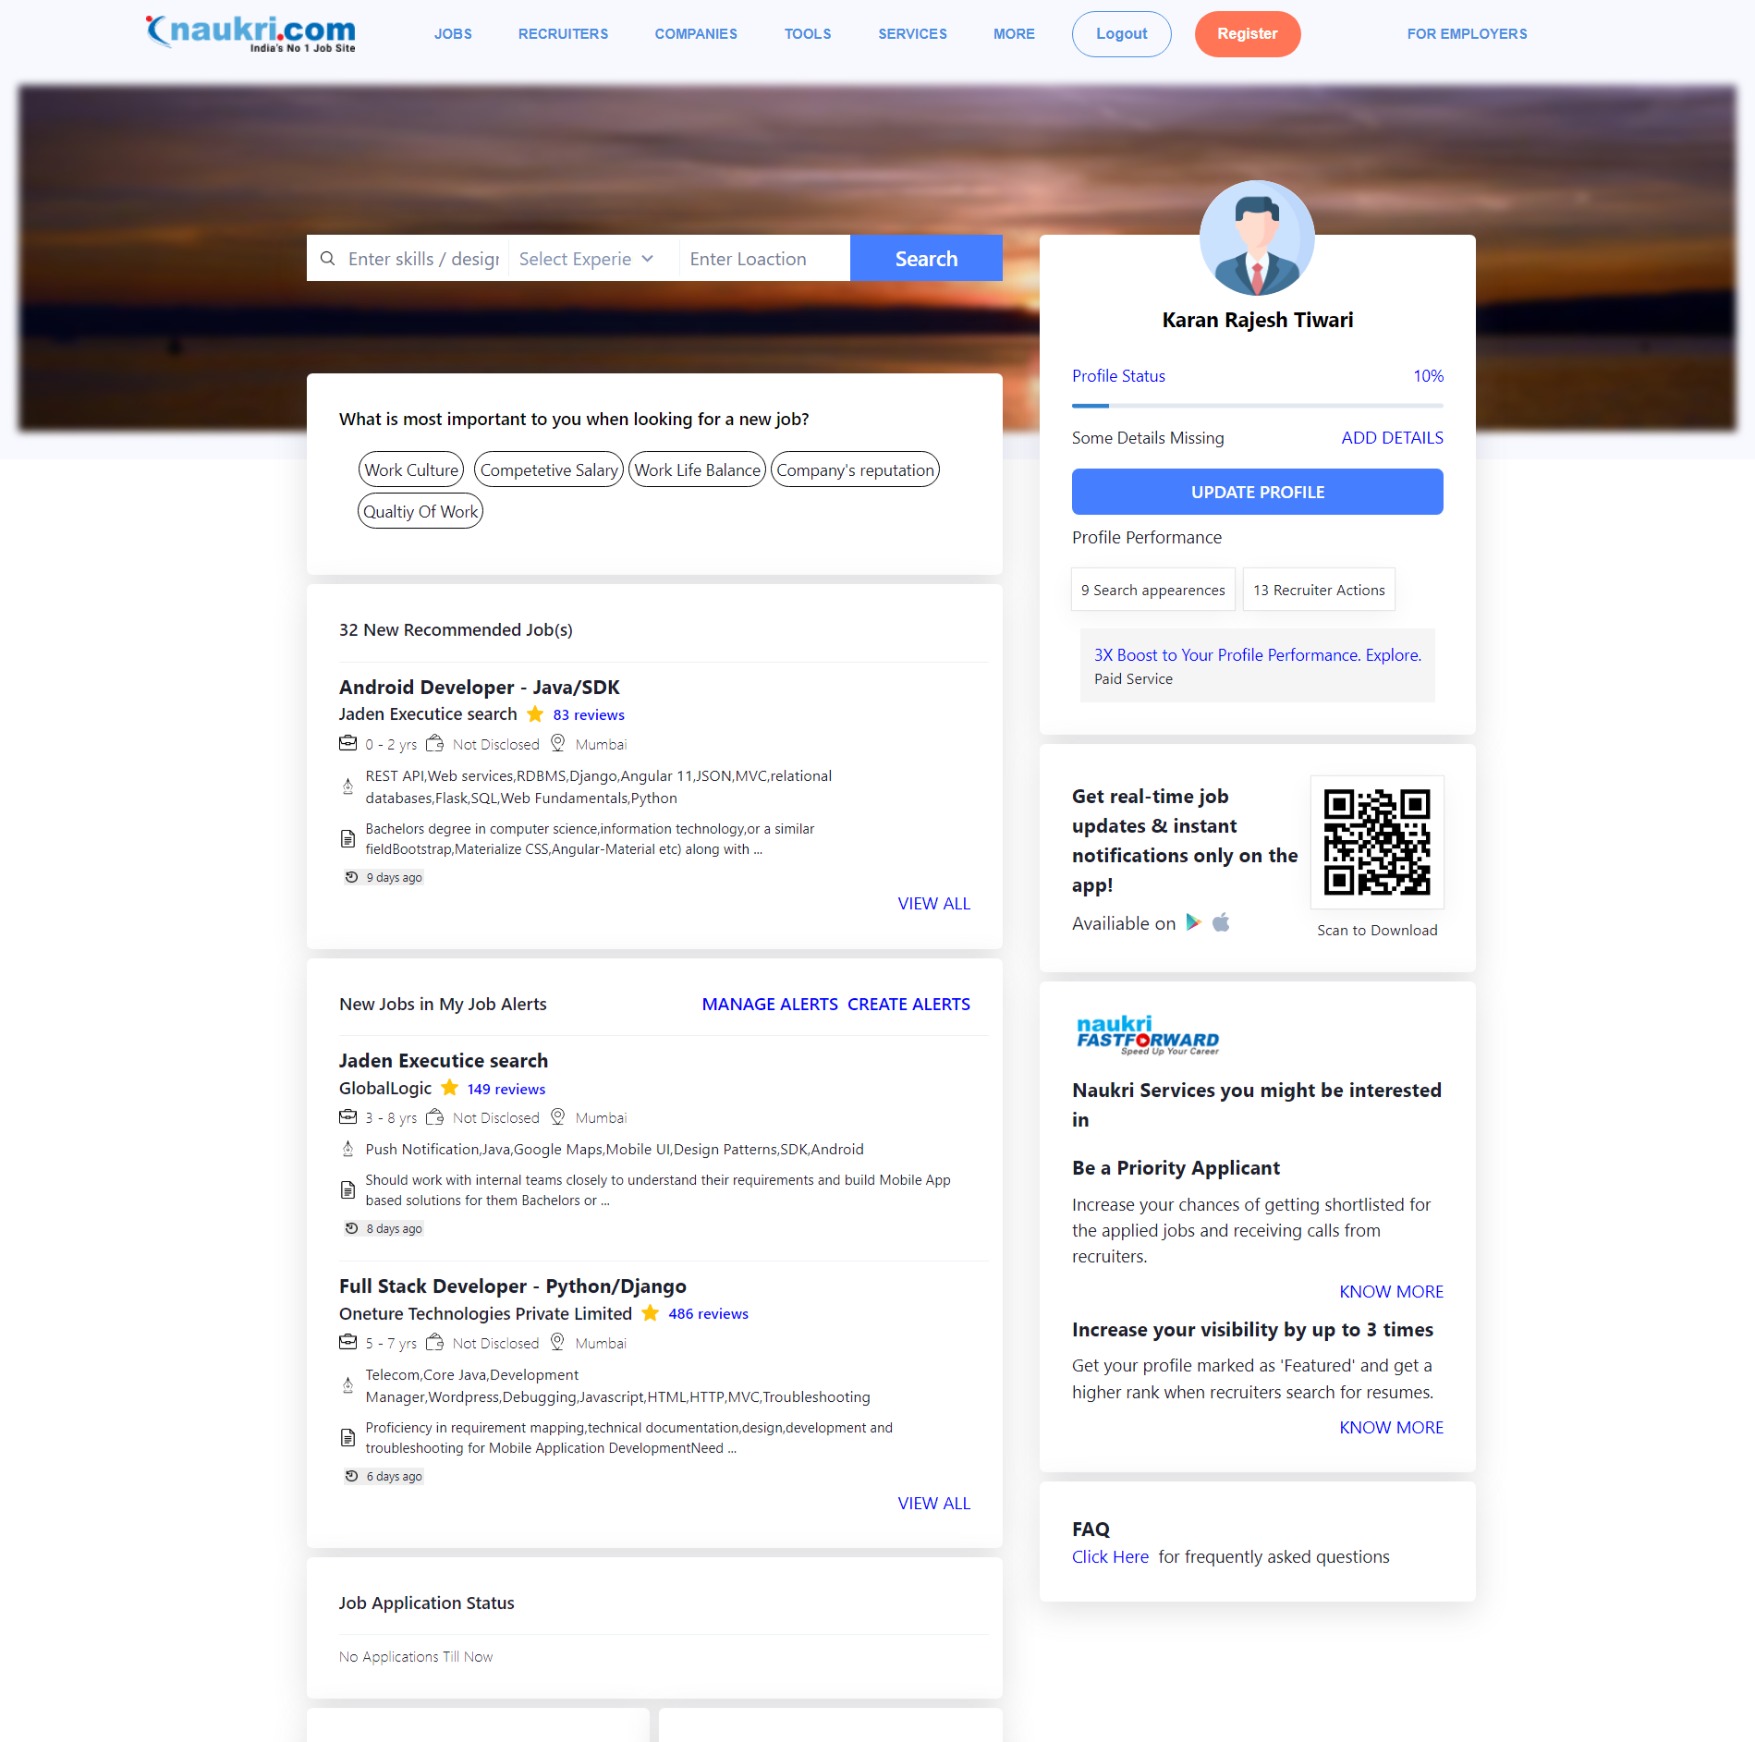 naukri.com
India's No 1 Job Site
JOBS RECRUITERS COMPANIES TOOLS SERVICES MORE Logout Register FOR EMPLOYERS
Enter skills / desigr Select Experie Enter Loaction Search
What is most important to you when looking for a new job?
Work Culture Competetive Salary Work Life Balance Company's reputation
Qualtiy Of Work
32 New Recommended Job(s)
Android Developer - Java/SDK
Jaden Executice search 83 reviews
0 - 2 yrs Not Disclosed Mumbai
REST API,Web services,RDBMS,Django,Angular 11,JSON,MVC,relational
databases,Flask,SQL,Web Fundamentals,Python
Bachelors degree in computer science,information technology,or a similar
fieldBootstrap,Materialize CSS,Angular-Material etc) along with ...
9 days ago
VIEW ALL
New Jobs in My Job Alerts MANAGE ALERTS CREATE ALERTS
Jaden Executice search
GlobalLogic 149 reviews
3 - 8 yrs Not Disclosed Mumbai
Push Notification,Java,Google Maps,Mobile UI,Design Patterns,SDK,Android
Should work with internal teams closely to understand their requirements and build Mobile App
based solutions for them Bachelors or ...
8 days ago
Full Stack Developer - Python/Django
Oneture Technologies Private Limited 486 reviews
5 - 7 yrs Not Disclosed Mumbai
Telecom,Core Java,Development
Manager,Wordpress,Debugging,Javascript,HTML,HTTP,MVC,Troubleshooting
Proficiency in requirement mapping,technical documentation,design,development and
troubleshooting for Mobile Application DevelopmentNeed ...
6 days ago
VIEW ALL
Job Application Status
No Applications Till Now
Karan Rajesh Tiwari
Profile Status 10%
Some Details Missing ADD DETAILS
UPDATE PROFILE
Profile Performance
9 Search appearences 13 Recruiter Actions
3X Boost to Your Profile Performance. Explore.
Paid Service
Get real-time job
updates & instant
notifications only on the
app!
Availiable on
Scan to Download
naukri
FASTFORWARD
Speed Up Your Career
Naukri Services you might be interested
in
Be a Priority Applicant
Increase your chances of getting shortlisted for
the applied jobs and receiving calls from
recruiters.
KNOW MORE
Increase your visibility by up to 3 times
Get your profile marked as 'Featured' and get a
higher rank when recruiters search for resumes.
KNOW MORE
FAQ
Click Here for frequently asked questions